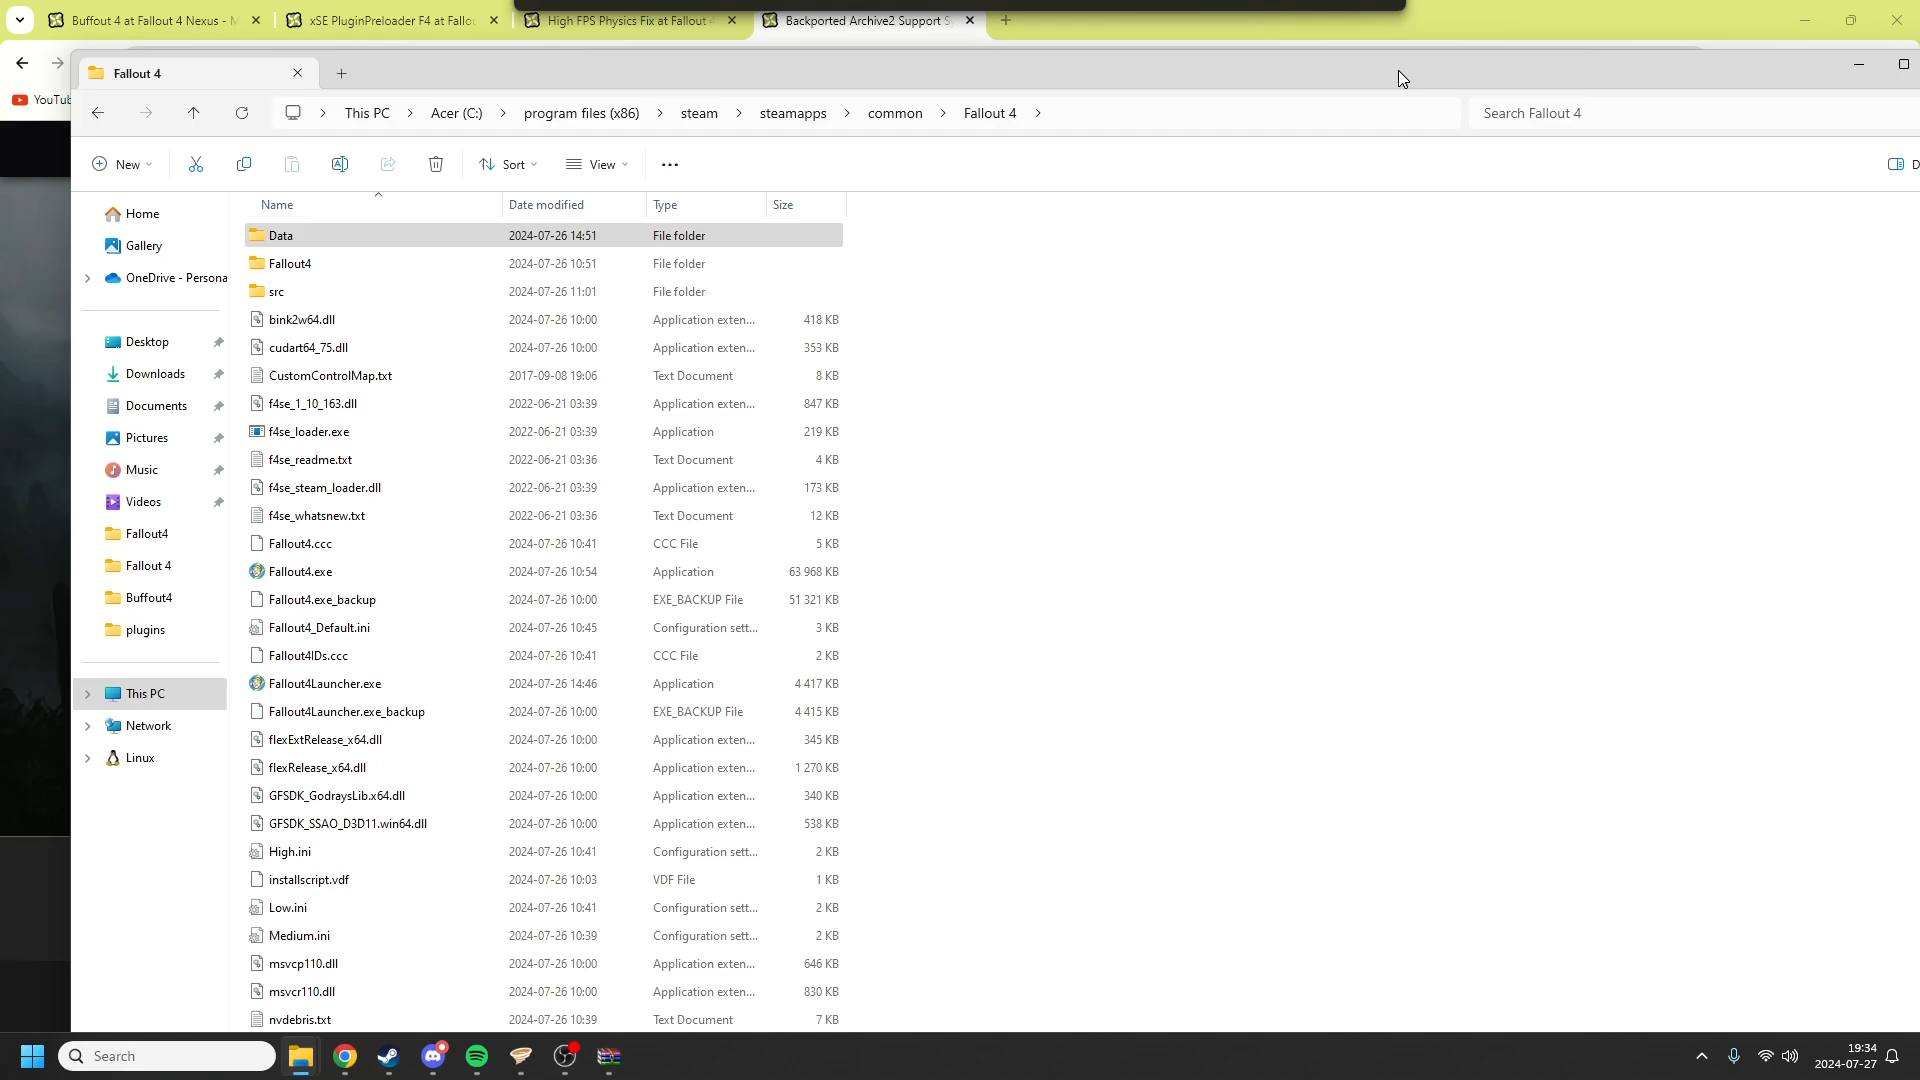 Buffout 4 at Fallout 4 Nexus - M
xSE PluginPreloader F4 at Fallou
High FPS Physics Fix at Fallout 4
Backported Archive2 Support S
YouTub
Fallout 4
This PC > Acer (C:) > program files (x86) > steam > steamapps > common > Fallout 4 >
Search Fallout 4
New
Sort
View
D
Home
Gallery
OneDrive - Persona
Desktop
Downloads
Documents
Pictures
Music
Videos
Fallout4
Fallout 4
Buffout4
plugins
This PC
Network
Linux
Name Date modified Type Size
Data 2024-07-26 14:51 File folder
Fallout4 2024-07-26 10:51 File folder
src 2024-07-26 11:01 File folder
bink2w64.dll 2024-07-26 10:00 Application exten... 418 KB
cudart64_75.dll 2024-07-26 10:00 Application exten... 353 KB
CustomControlMap.txt 2017-09-08 19:06 Text Document 8 KB
f4se_1_10_163.dll 2022-06-21 03:39 Application exten... 847 KB
f4se_loader.exe 2022-06-21 03:39 Application 219 KB
f4se_readme.txt 2022-06-21 03:36 Text Document 4 KB
f4se_steam_loader.dll 2022-06-21 03:39 Application exten... 173 KB
f4se_whatsnew.txt 2022-06-21 03:36 Text Document 12 KB
Fallout4.ccc 2024-07-26 10:41 CCC File 5 KB
Fallout4.exe 2024-07-26 10:54 Application 63 968 KB
Fallout4.exe_backup 2024-07-26 10:00 EXE_BACKUP File 51 321 KB
Fallout4_Default.ini 2024-07-26 10:45 Configuration sett... 3 KB
Fallout4IDs.ccc 2024-07-26 10:41 CCC File 2 KB
Fallout4Launcher.exe 2024-07-26 14:46 Application 4 417 KB
Fallout4Launcher.exe_backup 2024-07-26 10:00 EXE_BACKUP File 4 415 KB
flexExtRelease_x64.dll 2024-07-26 10:00 Application exten... 345 KB
flexRelease_x64.dll 2024-07-26 10:00 Application exten... 1 270 KB
GFSDK_GodraysLib.x64.dll 2024-07-26 10:00 Application exten... 340 KB
GFSDK_SSAO_D3D11.win64.dll 2024-07-26 10:00 Application exten... 538 KB
High.ini 2024-07-26 10:41 Configuration sett... 2 KB
installscript.vdf 2024-07-26 10:03 VDF File 1 KB
Low.ini 2024-07-26 10:41 Configuration sett... 2 KB
Medium.ini 2024-07-26 10:39 Configuration sett... 2 KB
msvcp110.dll 2024-07-26 10:00 Application exten... 646 KB
msvcr110.dll 2024-07-26 10:00 Application exten... 830 KB
nvdebris.txt 2024-07-26 10:39 Text Document 7 KB
Search
19:34
2024-07-27